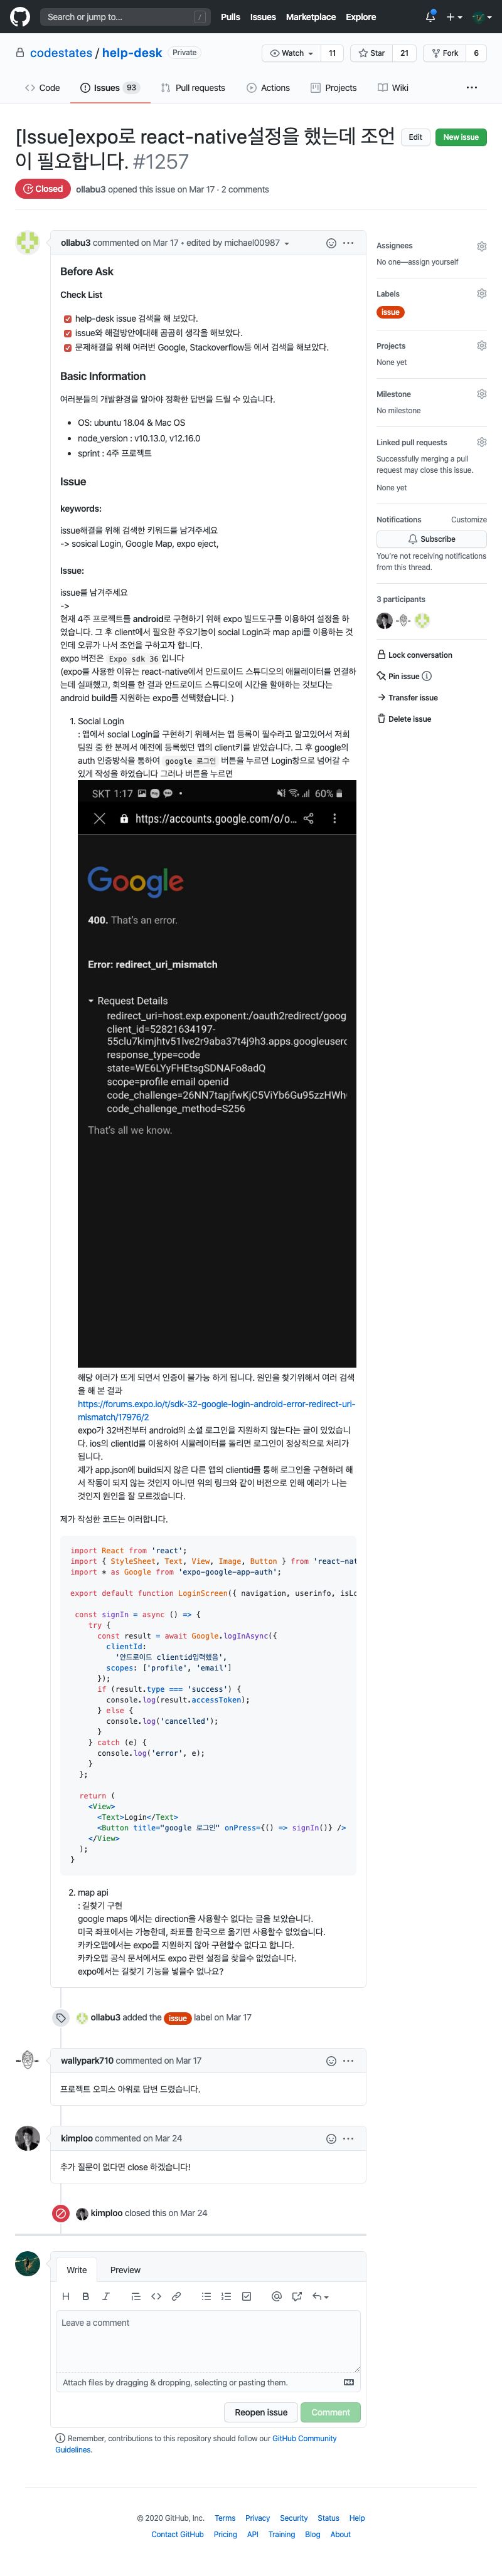 Search or jump to... /
Pulls Issues Marketplace Explore
codestates / help-desk Private
Watch 11 Star 21 Fork 6
Code Issues 93 Pull requests Actions Projects Wiki
[Issue]expo로 react-native설정을 했는데 조언
이 필요합니다. #1257
Edit New issue
Closed ollabu3 opened this issue on Mar 17 · 2 comments
ollabu3 commented on Mar 17 • edited by michael00987
Before Ask
Check List
help-desk issue 검색을 해 보았다.
issue와 해결방안에대해 곰곰히 생각을 해보았다.
문제해결을 위해 여러번 Google, Stackoverflow등 에서 검색을 해보았다.
Basic Information
여러분들의 개발환경을 알아야 정확한 답변을 드릴 수 있습니다.
OS: ubuntu 18.04 & Mac OS
node_version : v10.13.0, v12.16.0
sprint : 4주 프로젝트
Issue
keywords:
issue해결을 위해 검색한 키워드를 남겨주세요
-> sosical Login, Google Map, expo eject,
Issue:
issue를 남겨주세요
->
현재 4주 프로젝트를 android로 구현하기 위해 expo 빌드도구를 이용하여 설정을 하
였습니다. 그 후 client에서 필요한 주요기능이 social Login과 map api를 이용하는 것
인데 오류가 나서 조언을 구하고자 합니다.
expo 버전은 Expo sdk 36 입니다
(expo를 사용한 이유는 react-native에서 안드로이드 스튜디오의 애뮬레이터를 연결하
는데 실패했고, 회의를 한 결과 안드로이드 스튜디오에 시간을 할애하는 것보다는
android build를 지원하는 expo를 선택했습니다. )
1. Social Login
: 앱에서 social Login을 구현하기 위해서는 앱 등록이 필수라고 알고있어서 저희
팀원 중 한 분께서 예전에 등록했던 앱의 client키를 받았습니다. 그 후 google의
auth 인증방식을 통하여 google 로그인 버튼을 누르면 Login창으로 넘어갈 수
있게 작성을 하였습니다 그러나 버튼을 누르면
SKT 1:17 60%
https://accounts.google.com/o/o...
Google
400. That's an error.
Error: redirect_uri_mismatch
Request Details
redirect_uri=host.exp.exponent:/oauth2redirect/goog
client_id=52821634197-
55clu7kimjhtv51lve2r9aba37t4j9h3.apps.googleuserc
response_type=code
state=WE6LYyFHEtsgSDNAFo8adQ
scope=profile email openid
code_challenge=26NN7tapjfwKjC5ViYb6Gu95zzHWh
code_challenge_method=S256
That's all we know.
해당 에러가 뜨게 되면서 인증이 불가능 하게 됩니다. 원인을 찾기위해서 여러 검색
을 해 본 결과
https://forums.expo.io/t/sdk-32-google-login-android-error-redirect-uri-
mismatch/17976/2
expo가 32버전부터 android의 소셜 로그인을 지원하지 않는다는 글이 있었습니
다. ios의 clientId를 이용하여 시뮬레이터를 돌리면 로그인이 정상적으로 처리가
됩니다.
제가 app.json에 build되지 않은 다른 앱의 clientid를 통해 로그인을 구현하려 해
서 작동이 되지 않는 것인지 아니면 위의 링크와 같이 버전으로 인해 에러가 나는
것인지 원인을 잘 모르겠습니다.
제가 작성한 코드는 이러합니다.
import React from 'react';
import { StyleSheet, Text, View, Image, Button } from 'react-nat
import * as Google from 'expo-google-app-auth';
export default function LoginScreen({ navigation, userinfo, isLo
const signIn = async () => {
try {
const result = await Google.logInAsync({
clientId:
'안드로이드 clientid입력했음',
scopes: ['profile', 'email']
});
if (result.type === 'success') {
console.log(result.accessToken);
} else {
console.log('cancelled');
}
} catch (e) {
console.log('error', e);
}
};
return (
<View>
<Text>Login</Text>
<Button title="google 로그인" onPress={() => signIn()} />
</View>
);
}
2. map api
: 길찾기 구현
google maps 에서는 direction을 사용할수 없다는 글을 보았습니다.
미국 좌표에서는 가능한데, 좌표를 한국으로 옮기면 사용할수 없었습니다.
카카오맵에서는 expo를 지원하지 않아 구현할수 없다고 합니다.
카카오맵 공식 문서에서도 expo 관련 설정을 찾을수 없었습니다.
expo에서는 길찾기 기능을 넣을수 없나요?
ollabu3 added the issue label on Mar 17
wallypark710 commented on Mar 17
프로젝트 오피스 아워로 답변 드렸습니다.
kimploo commented on Mar 24
추가 질문이 없다면 close 하겠습니다!
kimploo closed this on Mar 24
Write Preview
Leave a comment
Attach files by dragging & dropping, selecting or pasting them.
Reopen issue Comment
Remember, contributions to this repository should follow our GitHub Community
Guidelines.
Assignees
No one—assign yourself
Labels
issue
Projects
None yet
Milestone
No milestone
Linked pull requests
Successfully merging a pull
request may close this issue.
None yet
Notifications Customize
Subscribe
You're not receiving notifications
from this thread.
3 participants
Lock conversation
Pin issue
Transfer issue
Delete issue
© 2020 GitHub, Inc. Terms Privacy Security Status Help
Contact GitHub Pricing API Training Blog About